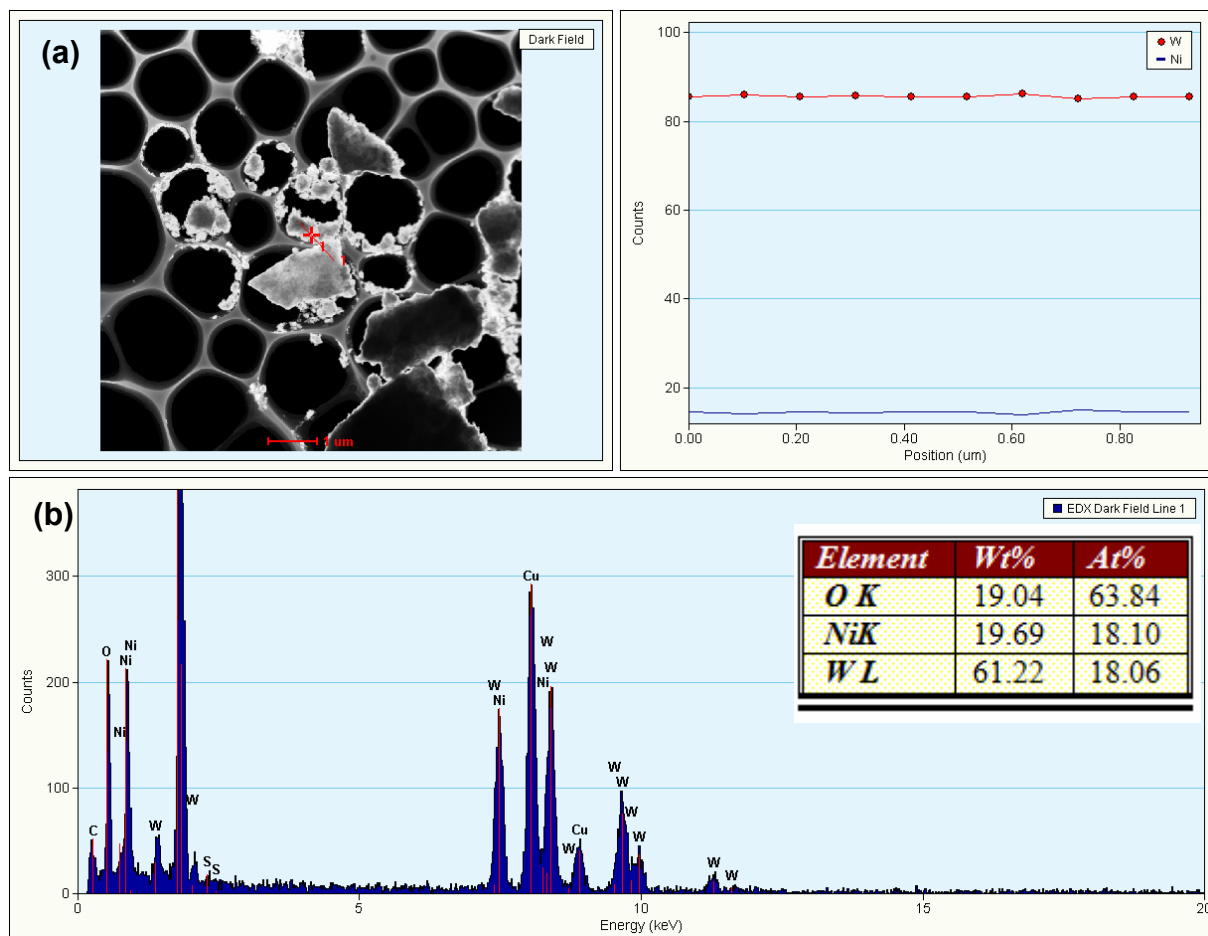 (a)
Dark Field
1
1
1 um
W
Ni
100
80
60
40
20
Counts
0.00 0.20 0.40 0.60 0.80
Position (um)
(b)
EDX Dark Field Line 1
Element Wt% At%
O K 19.04 63.84
NiK 19.69 18.10
W L 61.22 18.06
300
200
100
0
Counts
C
O
Ni
Ni
Ni
W
W
S
S
W
Ni
Cu
W
Ni
W
W
Cu
W
W
W
W
W
W
0 5 10 15 20
Energy (keV)